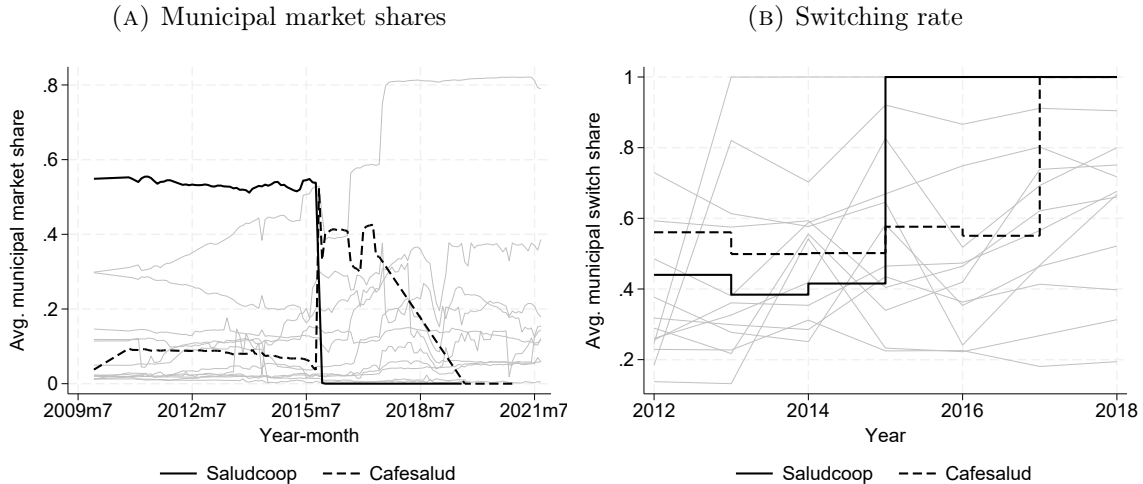 (A) Municipal market shares
Avg. municipal market share
.8
.6
.4
.2
0
2009m7 2012m7 2015m7 2018m7 2021m7
Year-month
Saludcoop Cafesalud
(B) Switching rate
Avg. municipal switch share
1
.8
.6
.4
.2
2012 2014 2015 2016 2018
Year
Saludcoop Cafesalud